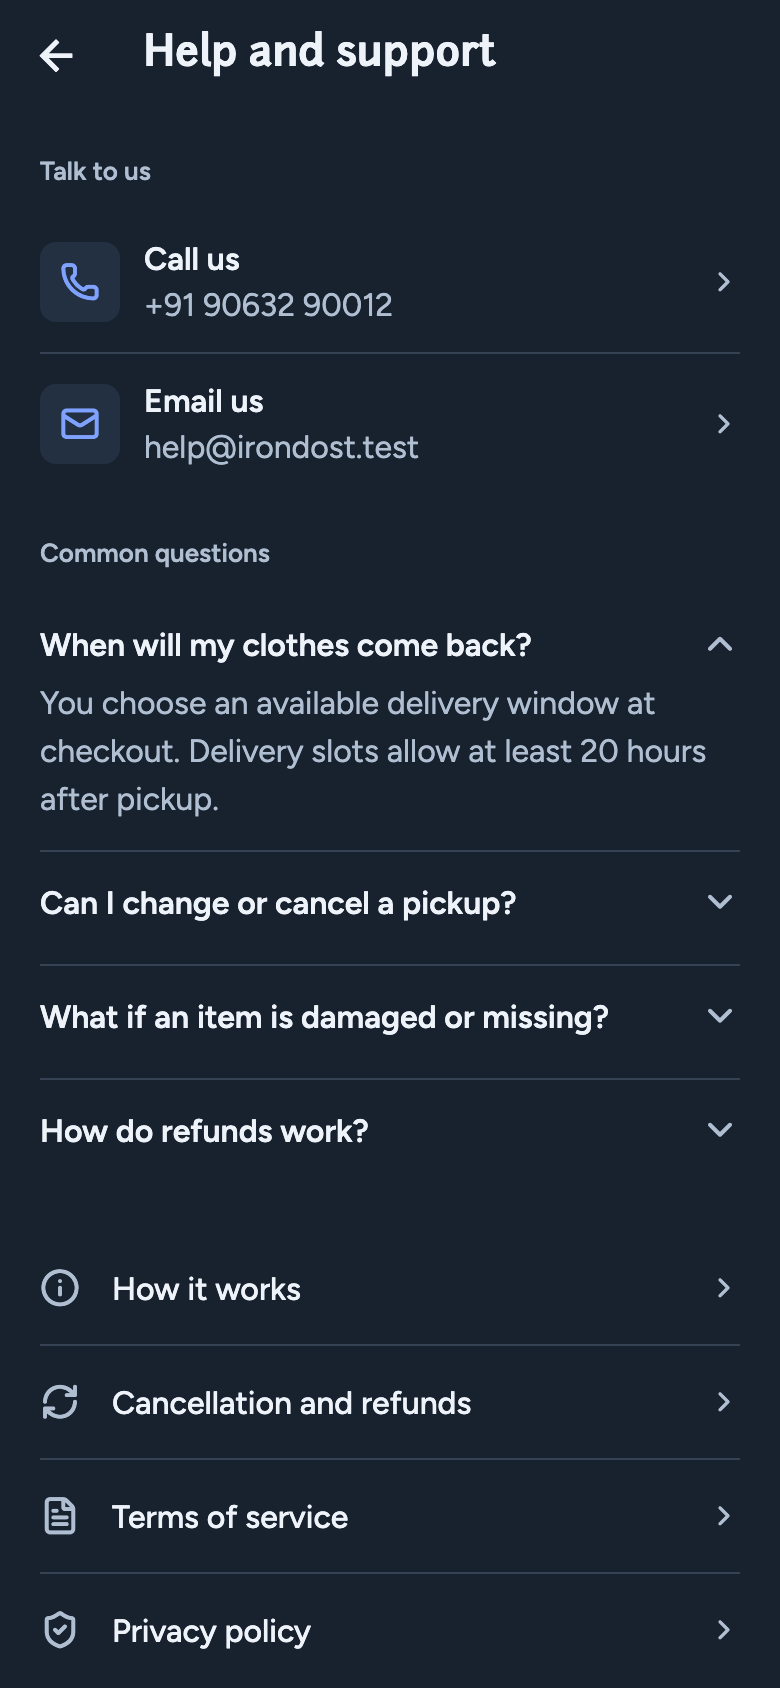 Help and support
Talk to us
Call us
+91 90632 90012
Email us
help@irondost.test
Common questions
When will my clothes come back?
You choose an available delivery window at
checkout. Delivery slots allow at least 20 hours
after pickup.
Can I change or cancel a pickup?
What if an item is damaged or missing?
How do refunds work?
How it works
Cancellation and refunds
Terms of service
Privacy policy